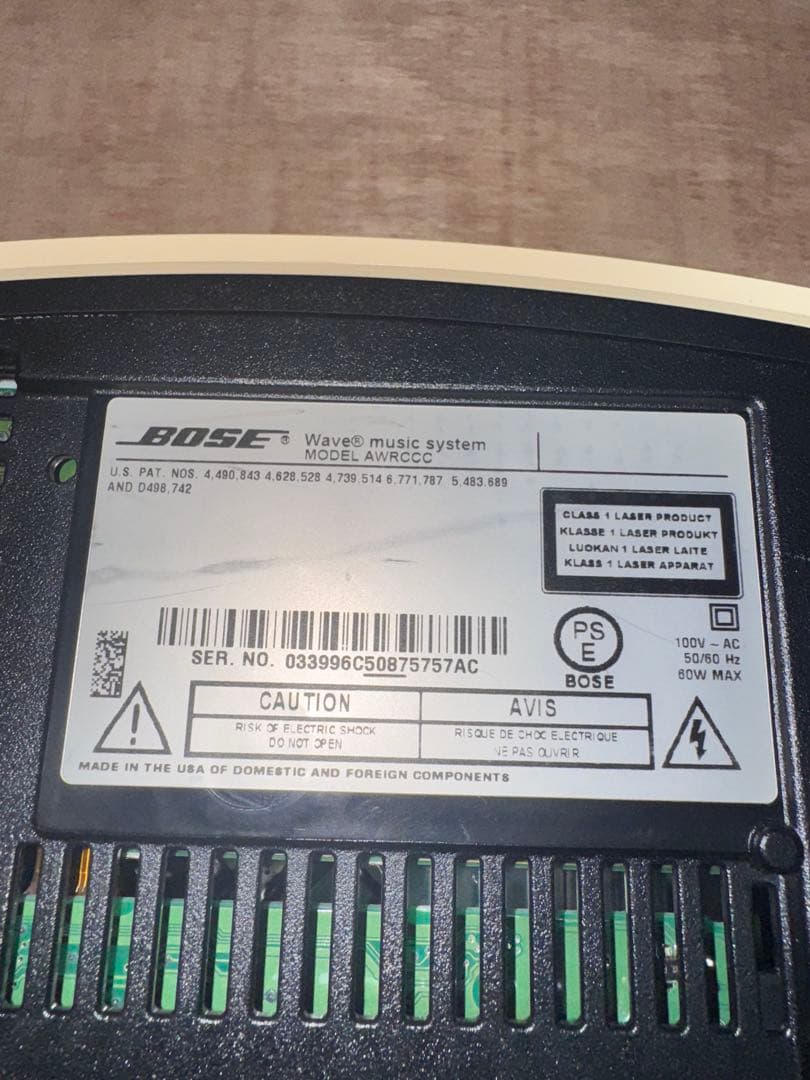 BOSE ® Wave® music system
MODEL AWRCCC
U.S. PAT. NOS. 4,490,843 4,628,528 4,739,514 6,771,787 5,483,689
AND D498,742
CLASS 1 LASER PRODUCT
KLASSE 1 LASER PRODUKT
LUOKAN 1 LASER LAITE
KLASS 1 LASER APPARAT
PS
E
BOSE
100V ~ AC
50/60 Hz
60W MAX
SER. NO. 033996C50875757AC
CAUTION
RISK OF ELECTRIC SHOCK
DO NOT OPEN
AVIS
RISQUE DE CHOC ELECTRIQUE
NE PAS OUVRIR
MADE IN THE USA OF DOMESTIC AND FOREIGN COMPONENTS